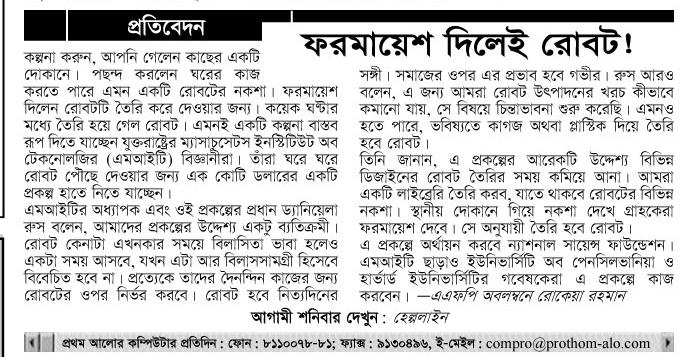 প্রতিবেদন
ফরমায়েশ দিলেই রোবট!
কল্পনা করুন, আপনি গেলেন কাছের একটি
দোকানে। পছন্দ করলেন ঘরের কাজ
করতে পারে এমন একটি রোবটের নকশা। ফরমায়েশ
দিলেন রোবটটি তৈরি করে দেওয়ার জন্য। কয়েক ঘণ্টার
মধ্যে তৈরি হয়ে গেল রোবট। এমনই একটি কল্পনা বাস্তব
রূপ দিতে যাচ্ছেন যুক্তরাষ্ট্রের ম্যাসাচুসেটস ইনস্টিটিউট অব
টেকনোলজির (এমআইটি) বিজ্ঞানীরা। তাঁরা ঘরে ঘরে
রোবট পৌছে দেওয়ার জন্য এক কোটি ডলারের একটি
প্রকল্প হাতে নিতে যাচ্ছেন।
এমআইটির অধ্যাপক এবং ওই প্রকল্পের প্রধান ড্যানিয়েলা
রুস বলেন, আমাদের প্রকল্পের উদ্দেশ্য একটু ব্যতিক্রমী।
রোবট কেনাটা এখনকার সময়ে বিলাসিতা ভাবা হলেও
একটা সময় আসবে, যখন এটা আর বিলাসসামগ্রী হিসেবে
বিবেচিত হবে না। প্রত্যেকে তাদের দৈনন্দিন কাজের জন্য
রোবটের ওপর নির্ভর করবে। রোবট হবে নিত্যদিনের
সঙ্গী। সমাজের ওপর এর প্রভাব হবে গভীর। রুস আরও
বলেন, এ জন্য আমরা রোবট উৎপাদনের খরচ কীভাবে
কমানো যায়, সে বিষয়ে চিন্তাভাবনা শুরু করেছি। এমনও
হতে পারে, ভবিষ্যতে কাগজ অথবা প্লাস্টিক দিয়ে তৈরি
হবে রোবট।
তিনি জানান, এ প্রকল্পের আরেকটি উদ্দেশ্য বিভিন্ন
ডিজাইনের রোবট তৈরির সময় কমিয়ে আনা। আমরা
একটি লাইব্রেরি তৈরি করব, যাতে থাকবে রোবটের বিভিন্ন
নকশা। স্থানীয় দোকানে গিয়ে নকশা দেখে গ্রাহকেরা
ফরমায়েশ দেবে। সে অনুযায়ী তৈরি হবে রোবট।
এ প্রকল্পে অর্থায়ন করবে ন্যাশনাল সায়েন্স ফাউন্ডেশন।
এমআইটি ছাড়াও ইউনিভার্সিটি অব পেনসিলভানিয়া ও
হার্ভার্ড ইউনিভার্সিটির গবেষকেরা এ প্রকল্পে কাজ
করবেন। –এএফপি অবলম্বনে রোকেয়া রহমান
আগামী শনিবার দেখুন : হেল্পলাইন
প্রথম আলোর কম্পিউটার প্রতিদিন : ফোন : ৮১১০০৭৮-৮১; ফ্যাক্স : ৯১৩০৪৯৬, ই-মেইল : compro@prothom-alo.com